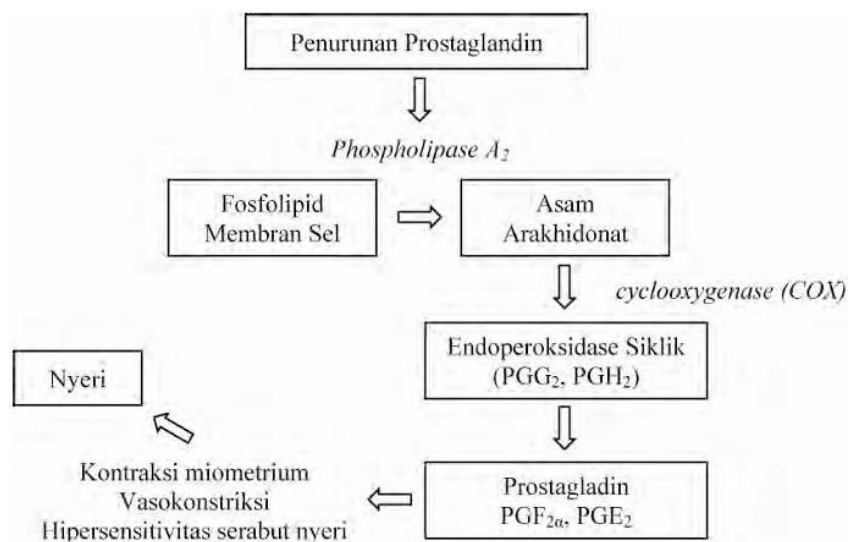 Penurunan Prostaglandin
Phospholipase A₂
Fosfolipid
Membran Sel
Asam
Arakhidonat
cyclooxygenase (COX)
Endoperoksidase Siklik
(PGG₂, PGH₂)
Nyeri
Kontraksi miometrium
Vasokonstriksi
Hipersensitivitas serabut nyeri
Prostagladin
PGF₂α, PGE₂